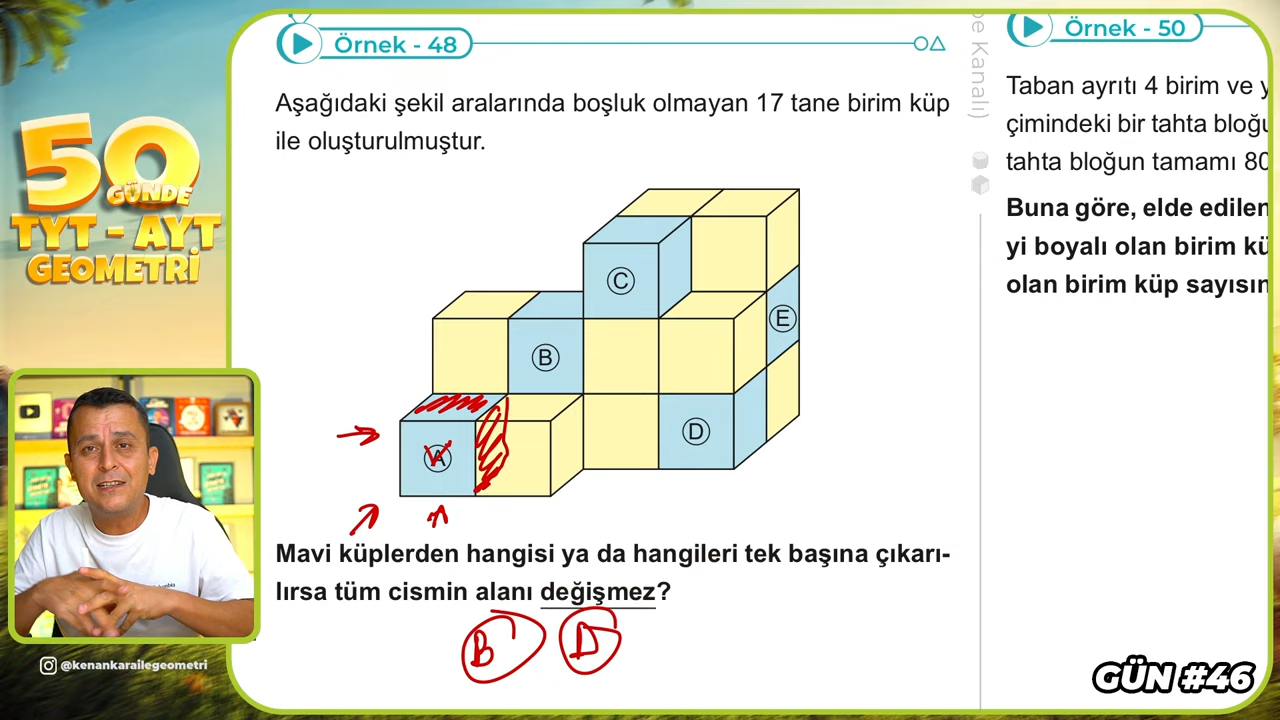 50
GÜNDE
TYT - AYT
GEOMETRİ
@kenankarailegeometri
Örnek - 48
Aşağıdaki şekil aralarında boşluk olmayan 17 tane birim küp
ile oluşturulmuştur.
C
E
B
A
D
Mavi küplerden hangisi ya da hangileri tek başına çıkarı-
lırsa tüm cismin alanı değişmez?
B D
Kanalı)
Örnek - 50
Taban ayrıtı 4 birim ve y
çimindeki bir tahta bloğu
tahta bloğun tamamı 80
Buna göre, elde edilen
yi boyalı olan birim kü
olan birim küp sayısın
GÜN #46